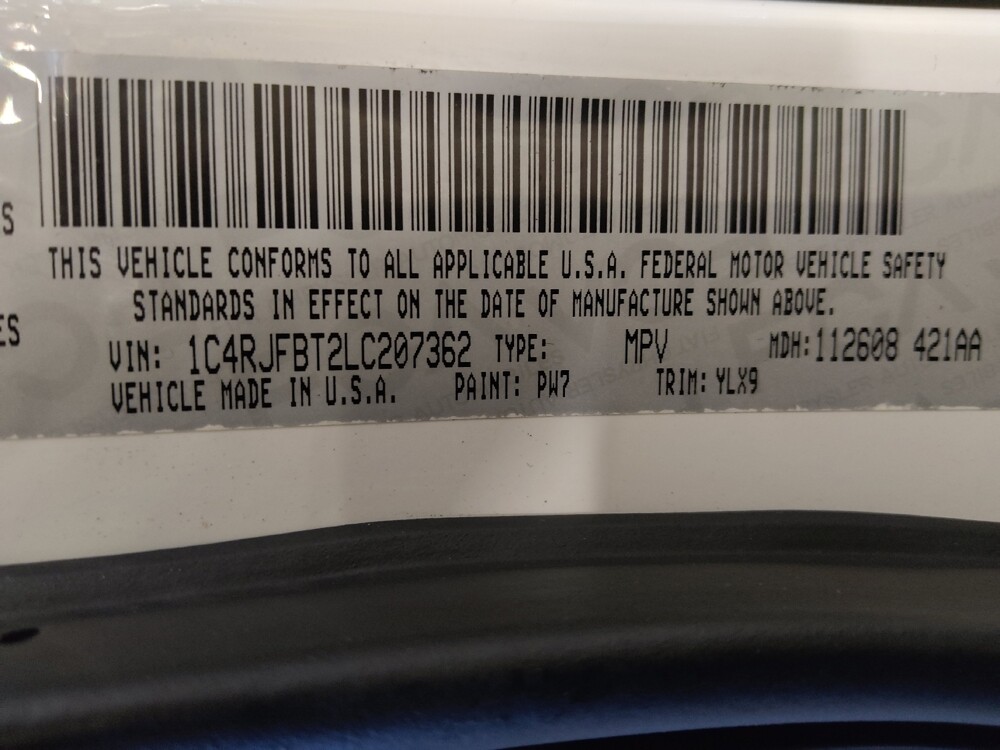 S
THIS VEHICLE CONFORMS TO ALL APPLICABLE U.S.A. FEDERAL MOTOR VEHICLE SAFETY
ES
STANDARDS IN EFFECT ON THE DATE OF MANUFACTURE SHOWN ABOVE.
VIN: 1C4RJFBT2LC207362 TYPE: MPV MDH:112608 421AA
VEHICLE MADE IN U.S.A. PAINT: PW7 TRIM: YLX9